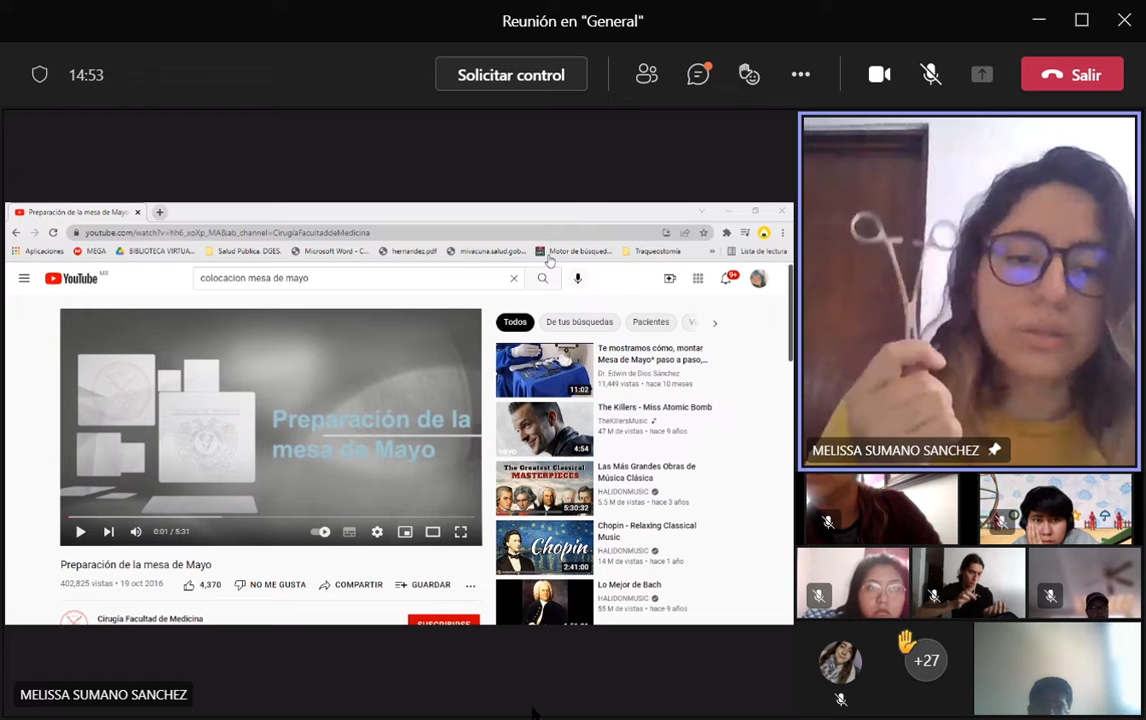 Reunión en "General"
14:53
Solicitar control
Salir
Preparación de la mesa de Mayo
youtube.com/watch?v=hh6_xoXp_MA&ab_channel=CirugíaFacultaddeMedicina
Aplicaciones
MEGA
BIBLIOTECA VIRTUAL...
Salud Pública. DGES.
Microsoft Word - C...
hernandez.pdf
mivacuna.salud.gob...
Motor de búsqued...
Traqueostomía
»
Lista de lectura
YouTube MX
colocacion mesa de mayo
9+
Preparación de la
mesa de Mayo
0:01 / 5:31
Preparación de la mesa de Mayo
402,825 vistas • 19 oct 2016
4,370
NO ME GUSTA
COMPARTIR
GUARDAR
...
Cirugía Facultad de Medicina
SUSCRIBIRSE
Todos
De tus búsquedas
Pacientes
Te mostramos cómo, montar
Mesa de Mayo* paso a paso,...
Dr. Edwin de Dios Sánchez
11,449 vistas • hace 10 meses
11:02
The Killers - Miss Atomic Bomb
TheKillersMusic
47 M de vistas • hace 9 años
vevo
4:54
Las Más Grandes Obras de
Música Clásica
HALIDONMUSIC
5.5 M de vistas • hace 3 años
The Greatest Classical
MASTERPIECES
5:30:32
Chopin - Relaxing Classical
Music
HALIDONMUSIC
14 M de vistas • hace 1 año
Chopin
2:41:00
Lo Mejor de Bach
HALIDONMUSIC
55 M de vistas • hace 9 años
MELISSA SUMANO SANCHEZ
+27
MELISSA SUMANO SANCHEZ